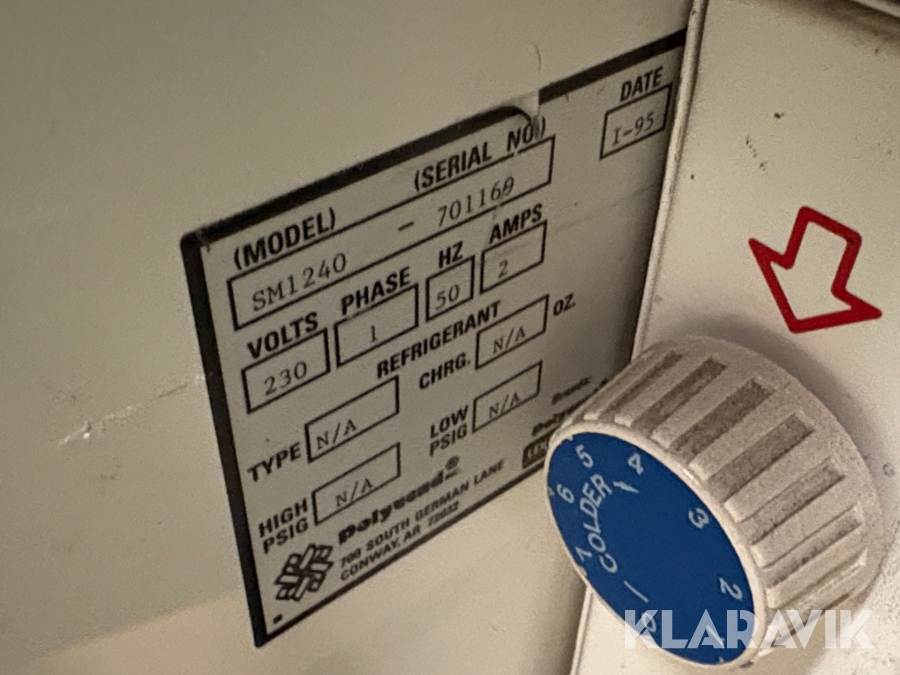 DATE
I-95
(MODEL) (SERIAL NO)
SM1240 - 701169
VOLTS PHASE HZ AMPS
230 1 50 2
REFRIGERANT
TYPE N/A CHRG. N/A OZ.
HIGH PSIG N/A LOW PSIG N/A
polyscud®
700 SOUTH GERMAN LANE
CONWAY, AR 72032
COLDER
1 2 3 4 5 6 7
KLARAVIK